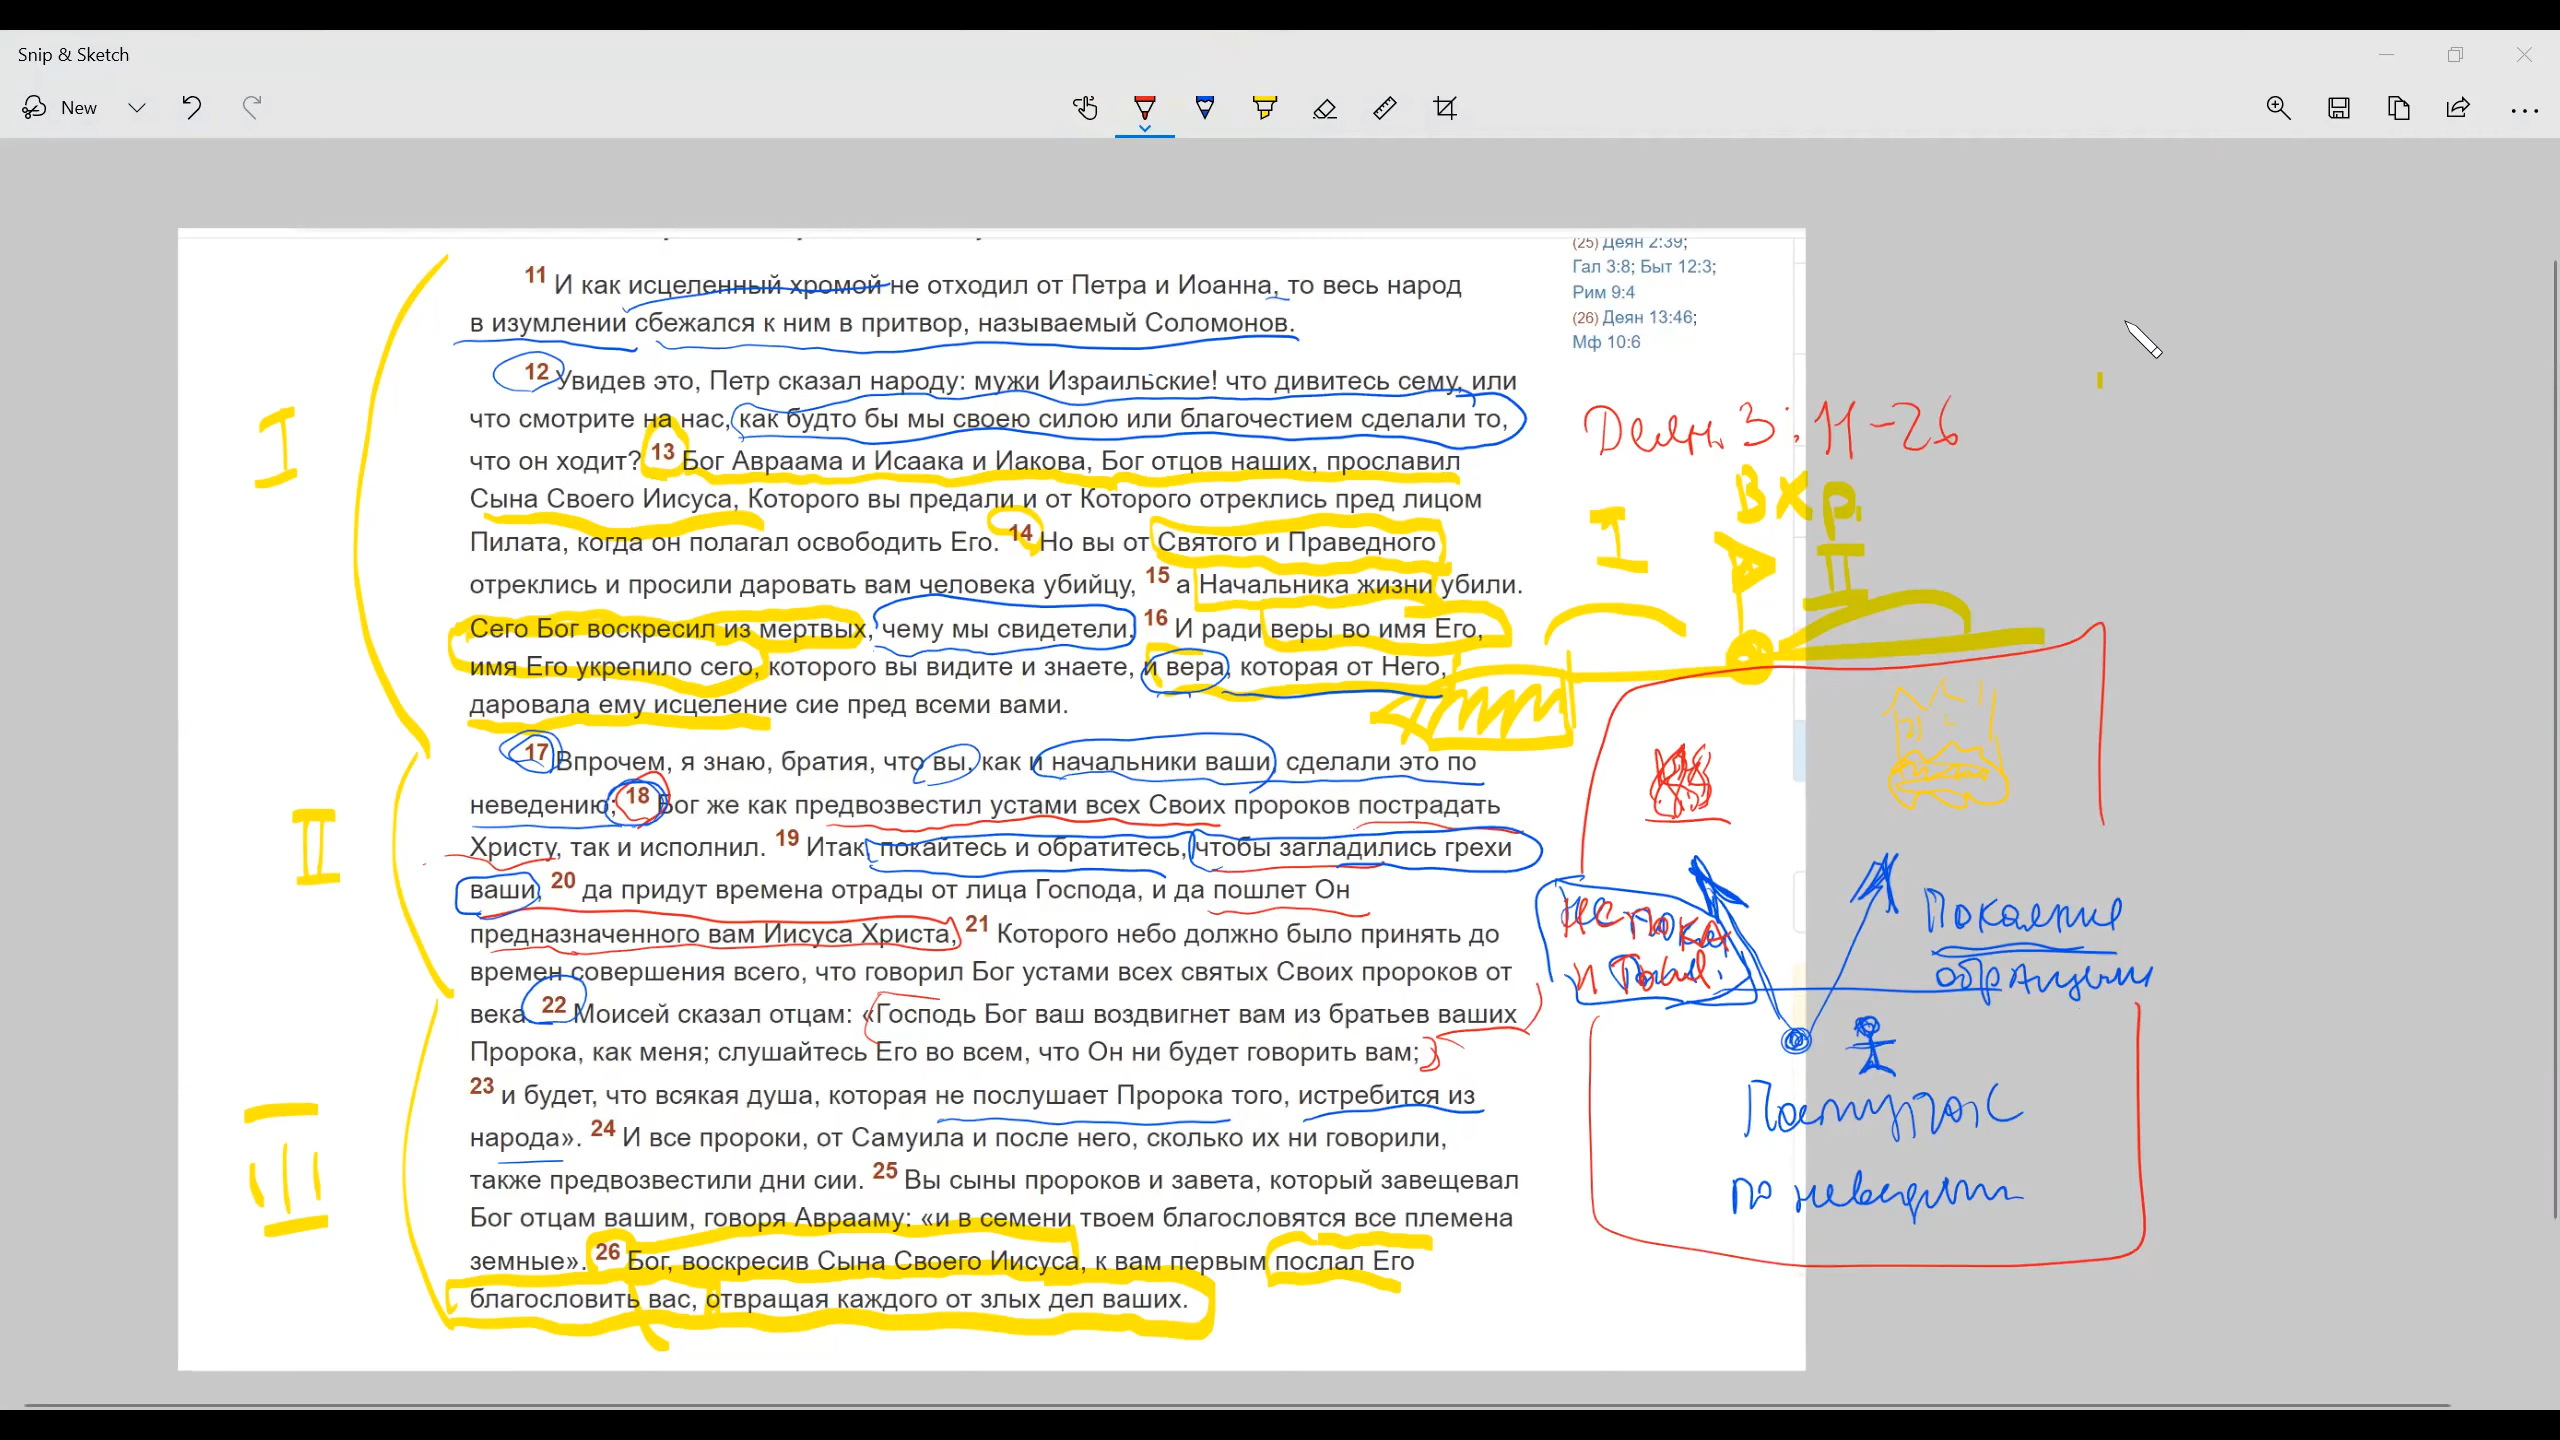 Snip & Sketch
New
11 И как исцеленный хромой не отходил от Петра и Иоанна, то весь народ
в изумлении сбежался к ним в притвор, называемый Соломонов.
12 Увидев это, Петр сказал народу: мужи Израильские! что дивитесь сему, или
что смотрите на нас, как будто бы мы своею силою или благочестием сделали то,
что он ходит? 13 Бог Авраама и Исаака и Иакова, Бог отцов наших, прославил
Сына Своего Иисуса, Которого вы предали и от Которого отреклись пред лицом
Пилата, когда он полагал освободить Его. 14 Но вы от Святого и Праведного
отреклись и просили даровать вам человека убийцу, 15 а Начальника жизни убили.
Сего Бог воскресил из мертвых, чему мы свидетели. 16 И ради веры во имя Его,
имя Его укрепило сего, которого вы видите и знаете, и вера, которая от Него,
даровала ему исцеление сие пред всеми вами.
17 Впрочем, я знаю, братия, что вы, как и начальники ваши, сделали это по
неведению; 18 Бог же как предвозвестил устами всех Своих пророков пострадать
Христу, так и исполнил. 19 Итак покайтесь и обратитесь, чтобы загладились грехи
ваши, 20 да придут времена отрады от лица Господа, и да пошлет Он
предназначенного вам Иисуса Христа, 21 Которого небо должно было принять до
времен совершения всего, что говорил Бог устами всех святых Своих пророков от
века. 22 Моисей сказал отцам: «Господь Бог ваш воздвигнет вам из братьев ваших
Пророка, как меня; слушайтесь Его во всем, что Он ни будет говорить вам;
23 и будет, что всякая душа, которая не послушает Пророка того, истребится из
народа». 24 И все пророки, от Самуила и после него, сколько их ни говорили,
также предвозвестили дни сии. 25 Вы сыны пророков и завета, который завещевал
Бог отцам вашим, говоря Аврааму: «и в семени твоем благословятся все племена
земные». 26 Бог, воскресив Сына Своего Иисуса, к вам первым послал Его
благословить вас, отвращая каждого от злых дел ваших.
I
II
III
(25) Деян 2:39;
Гал 3:8; Быт 12:3;
Рим 9:4
(26) Деян 13:46;
Мф 10:6
Деян. 3:11-26
Вхр.
I
II
Покаяние
Поступок
по неведению